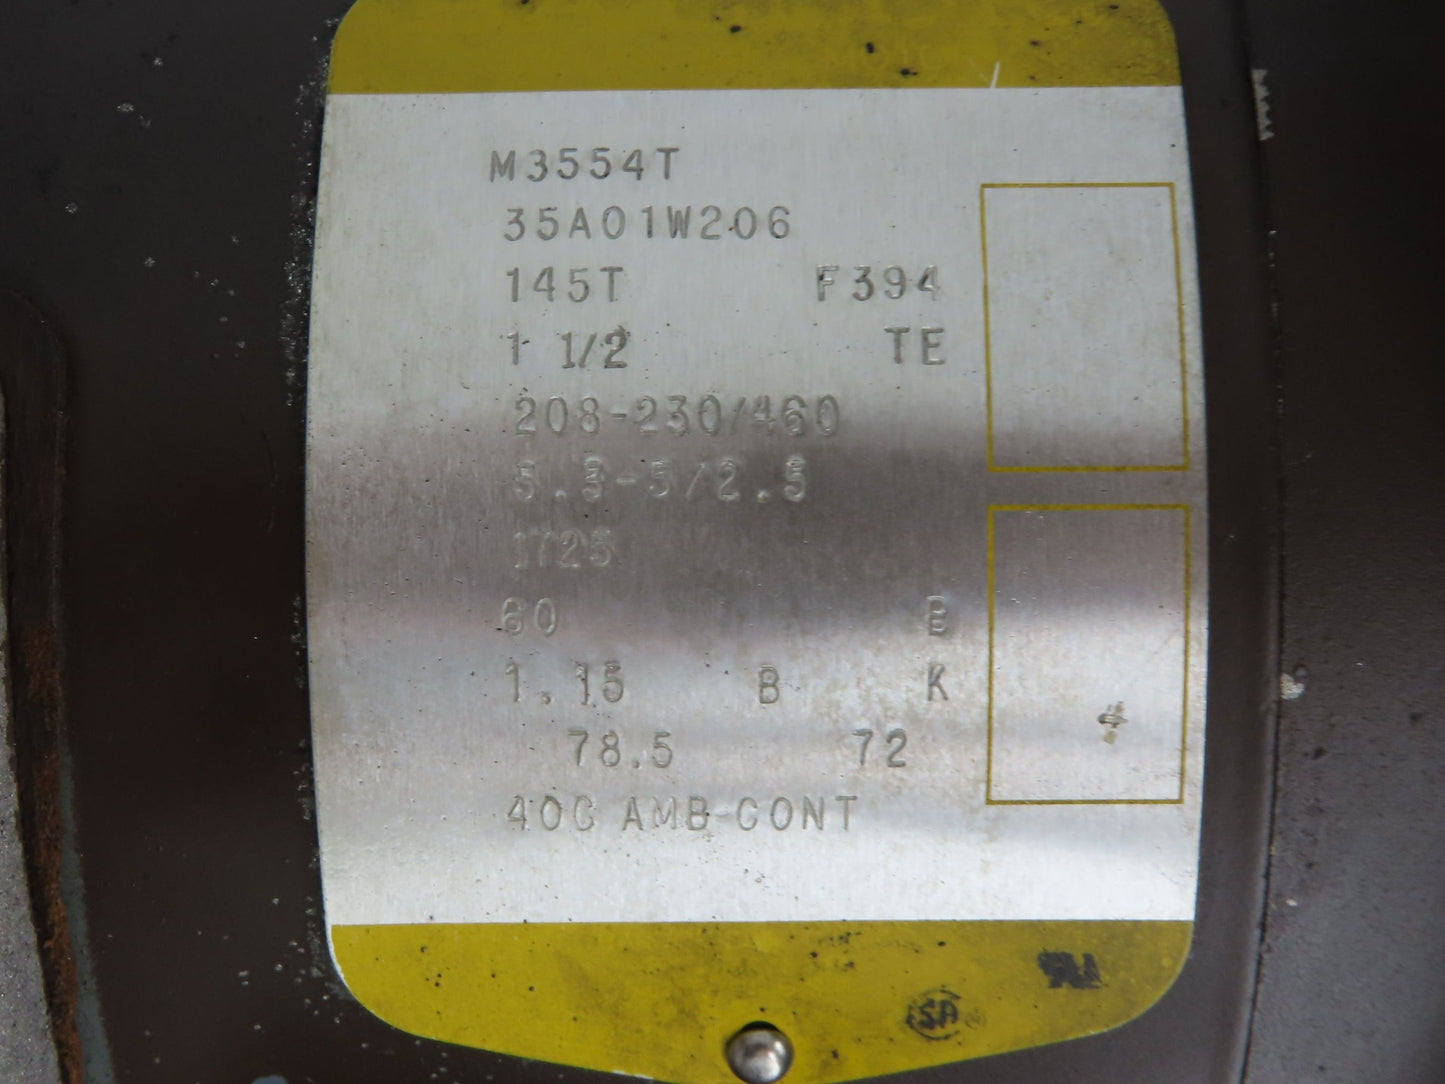 M3554T
35A01W206
145T F394
1 1/2 TE
208-230/460
5.3-5/2.5
1725
60 B
1.15 B K
78.5 72
40C AMB-CONT
SA